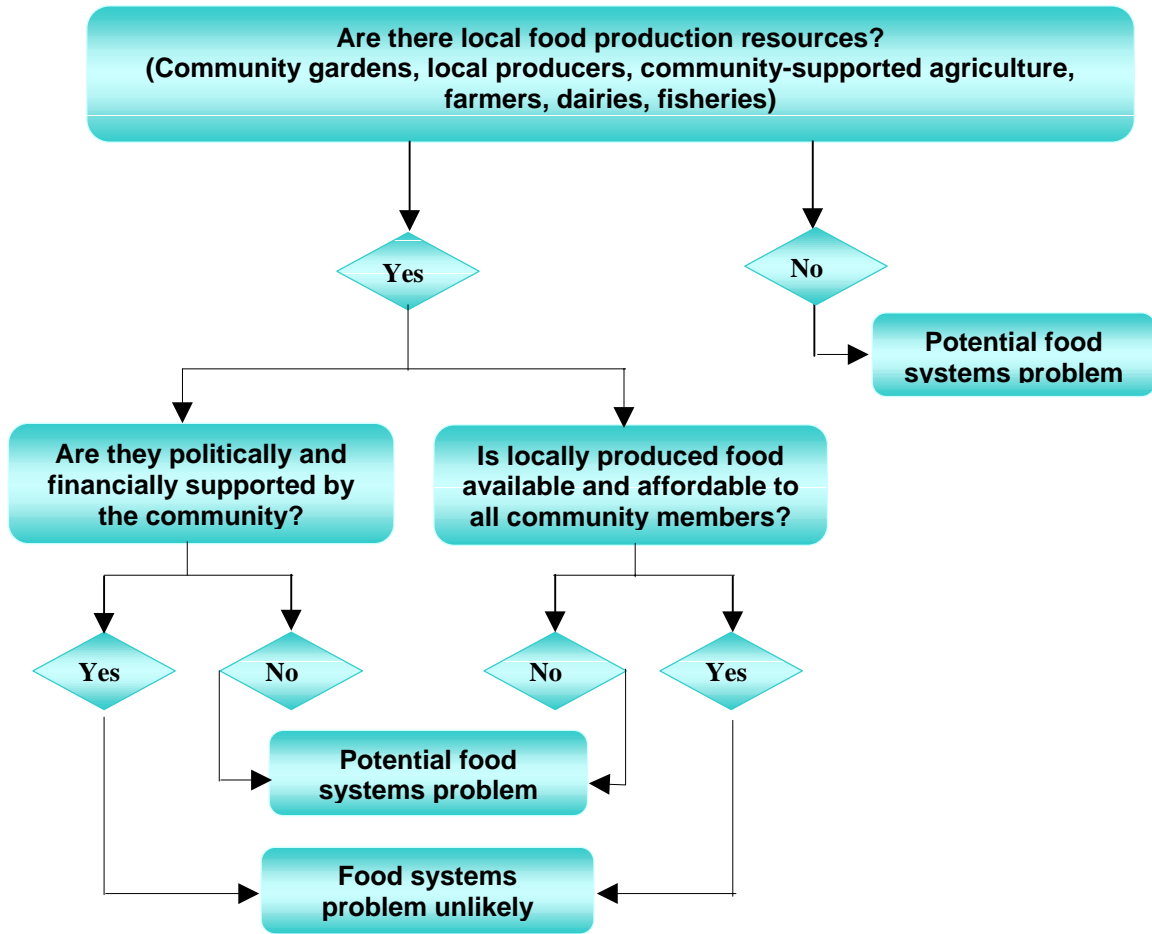 Are there local food production resources?
(Community gardens, local producers, community-supported agriculture,
farmers, dairies, fisheries)
Yes
No
Potential food
systems problem
Are they politically and
financially supported by
the community?
Is locally produced food
available and affordable to
all community members?
Yes
No
No
Yes
Potential food
systems problem
Food systems
problem unlikely